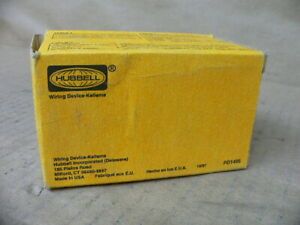 HUBBELL
®
Wiring Device-Kellems
Wiring Device-Kellems
Hubbell Incorporated (Delaware)
185 Plains Road
Milford, CT 06460-8897
Made in USA Fabriqué aux E.U. Hecho en los E.U.A.
PD1495